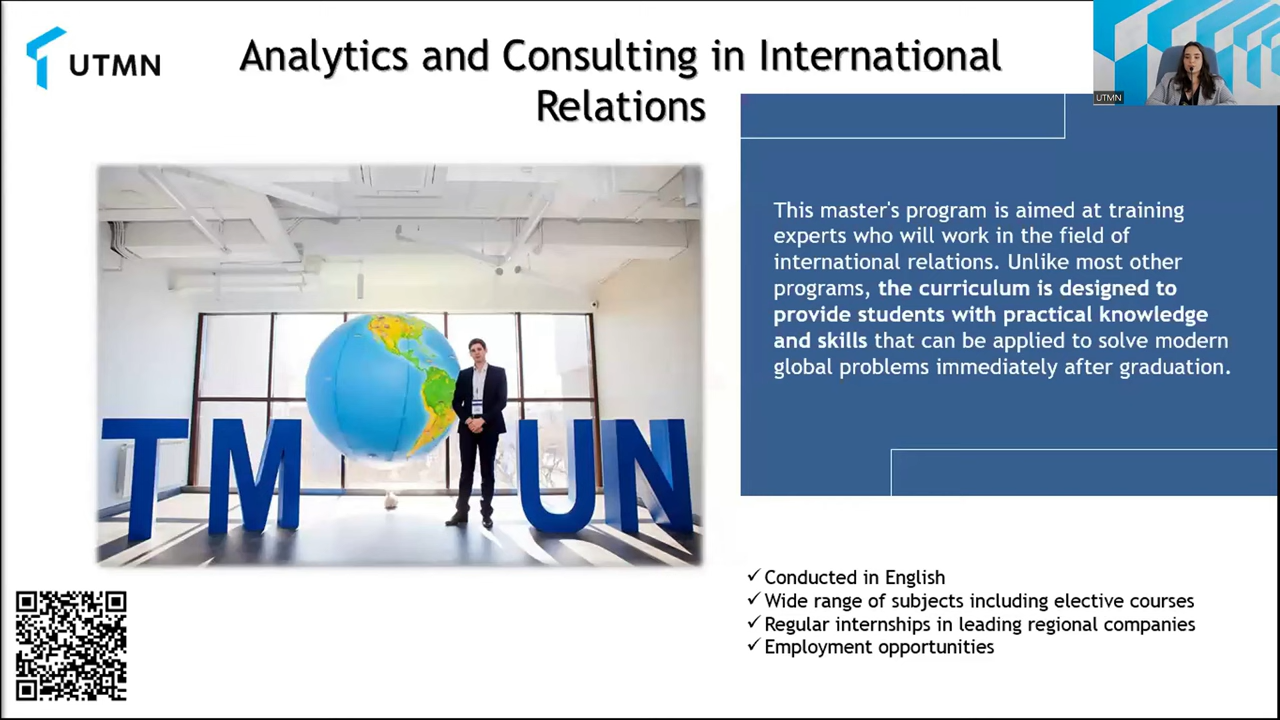 UTMN
Analytics and Consulting in International
Relations
UTMN
This master's program is aimed at training
experts who will work in the field of
international relations. Unlike most other
programs, the curriculum is designed to
provide students with practical knowledge
and skills that can be applied to solve modern
global problems immediately after graduation.
TM UN
✓Conducted in English
✓Wide range of subjects including elective courses
✓Regular internships in leading regional companies
✓Employment opportunities